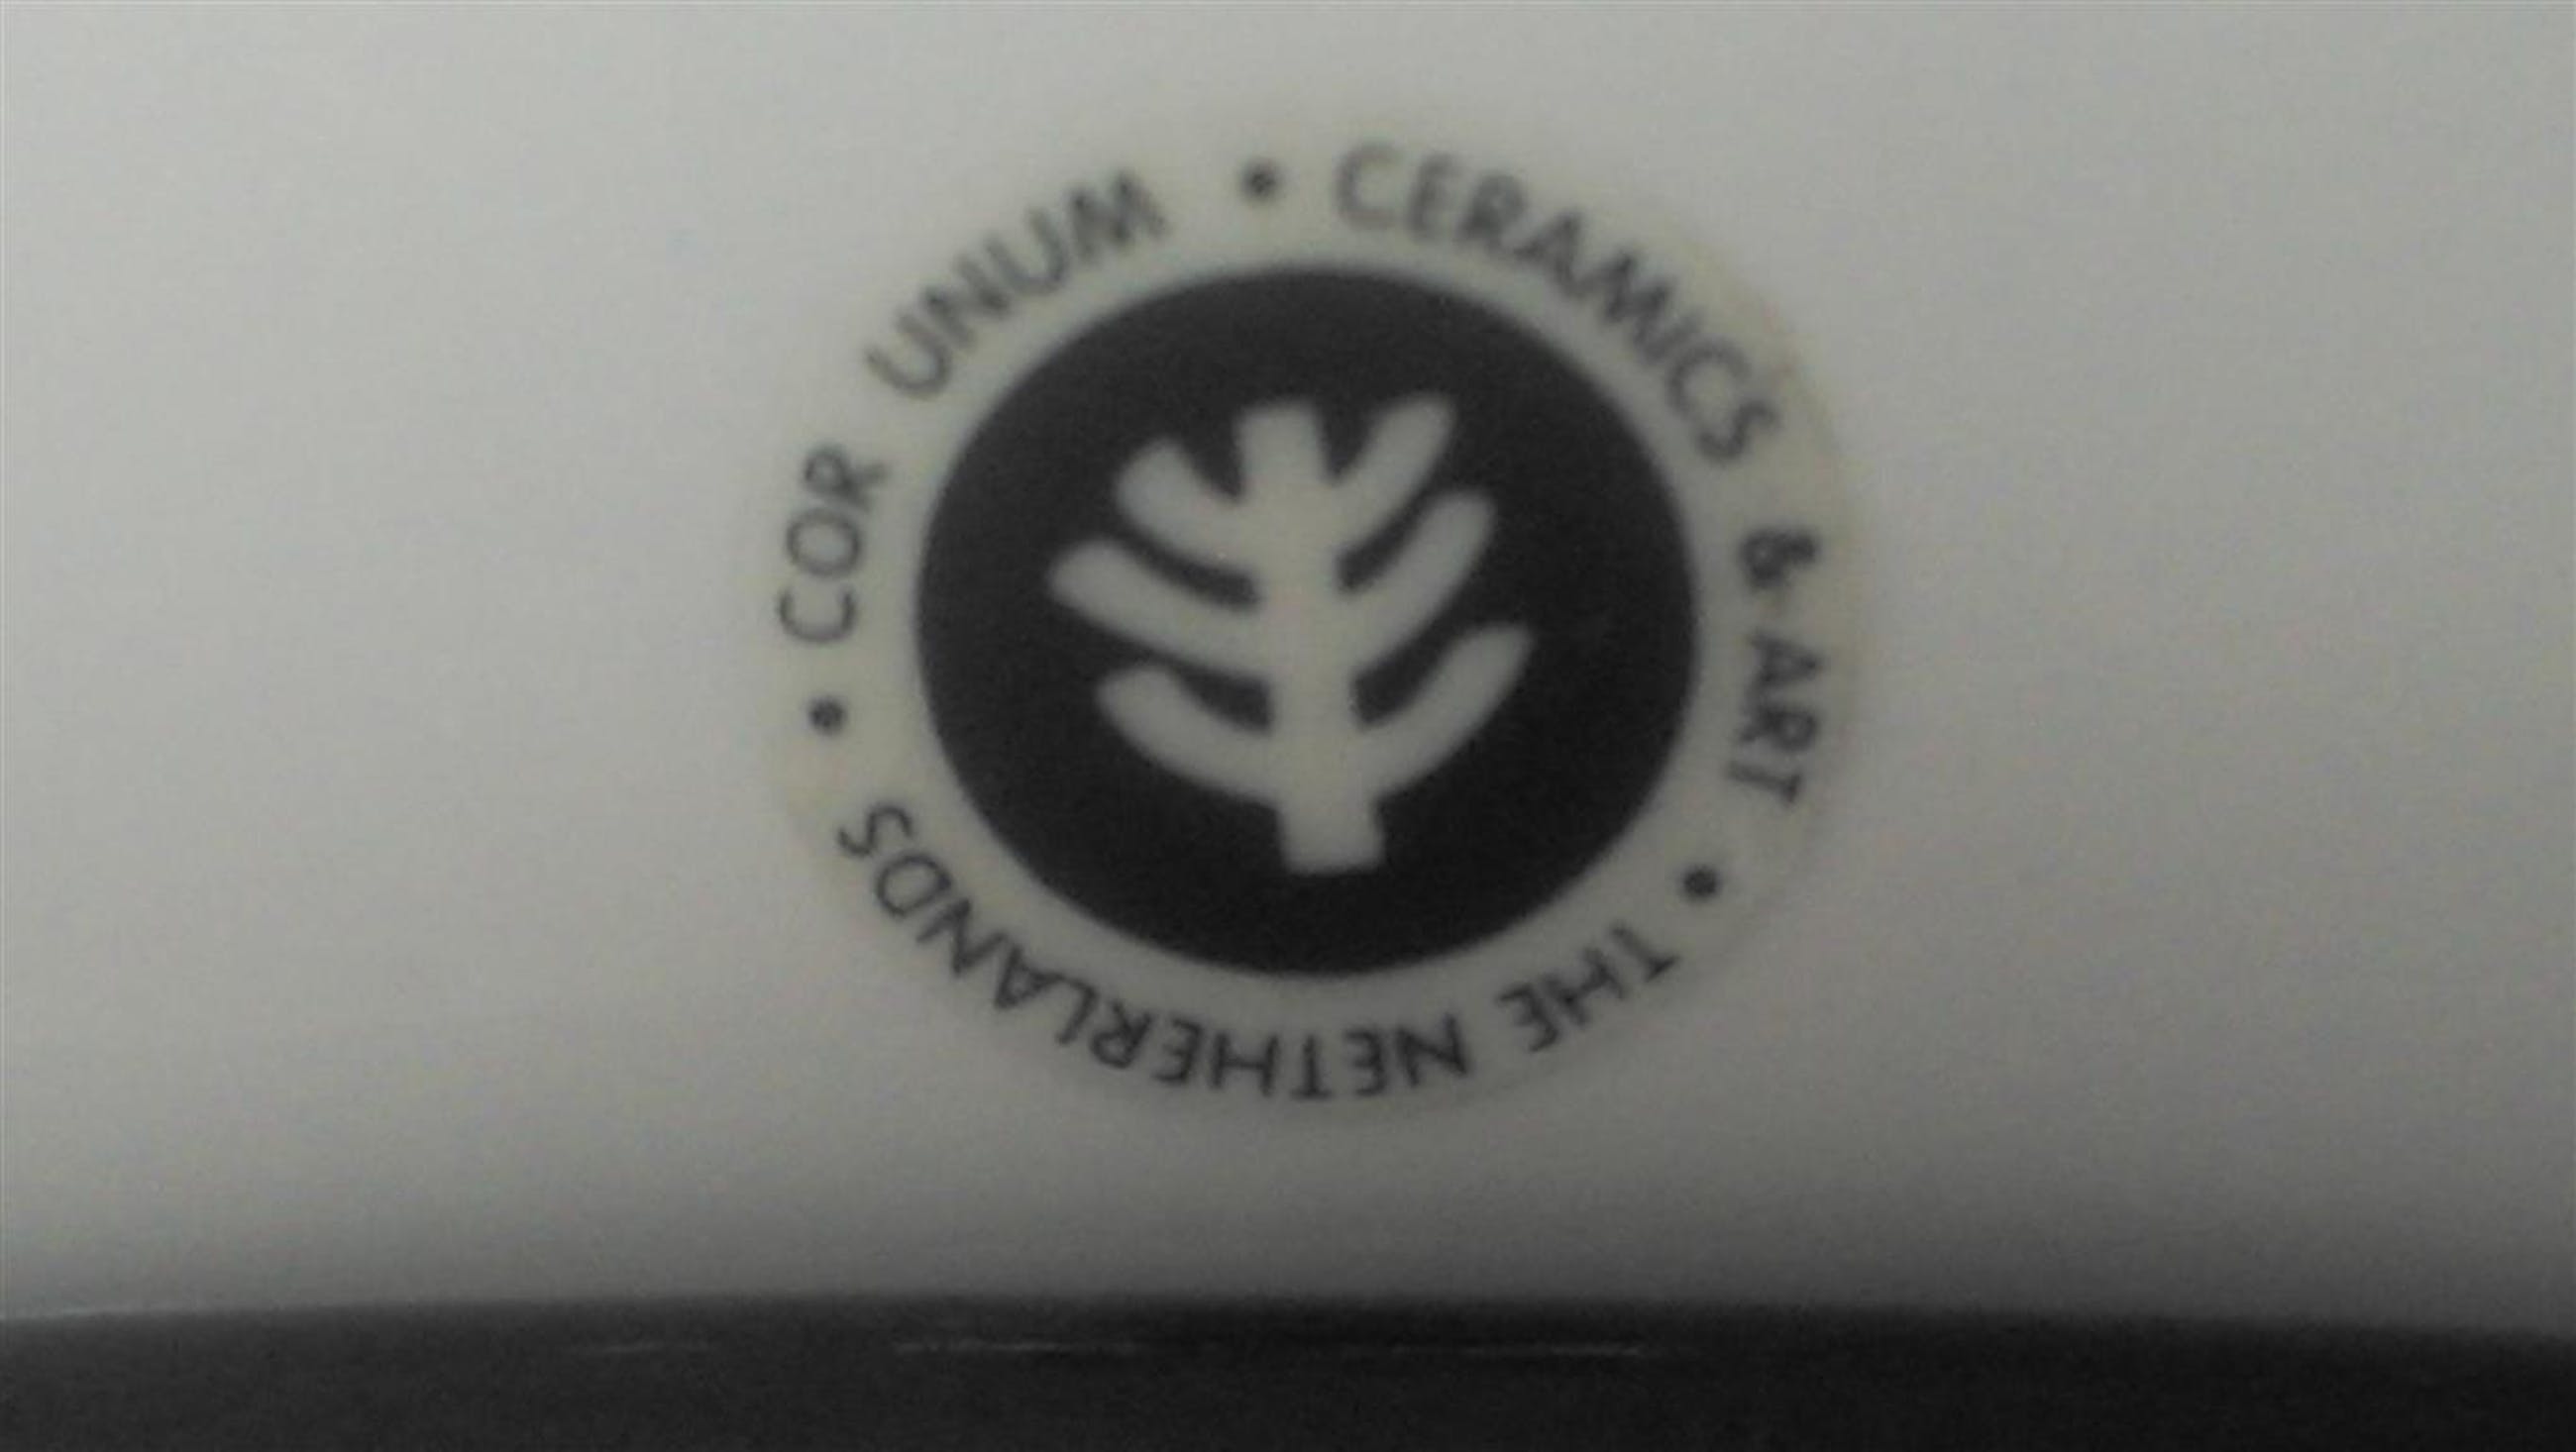 • COR UNUM • CERAMICS & ART • THE NETHERLANDS